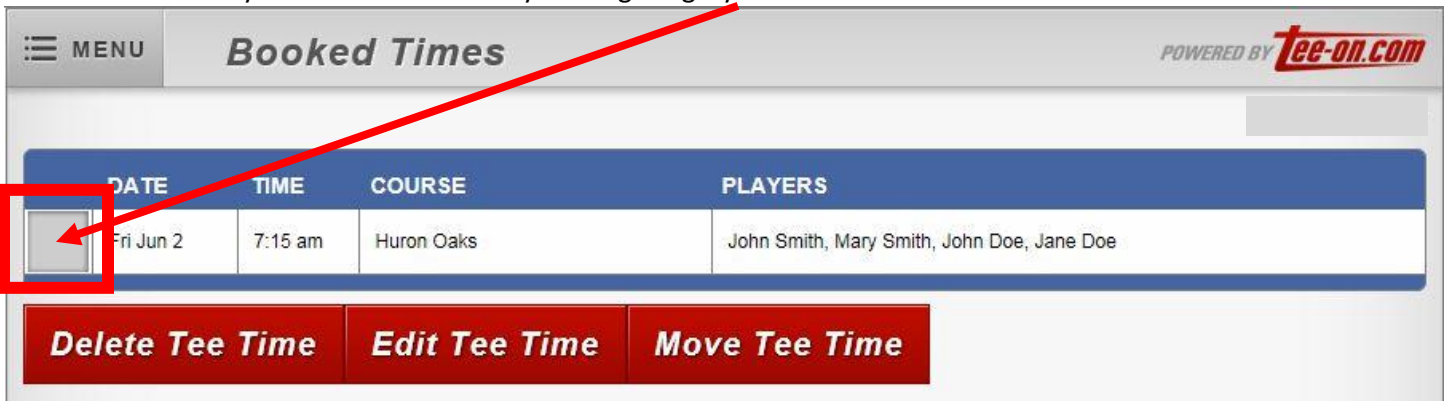 MENU Booked Times POWERED BY tee-on.com
DATE TIME COURSE PLAYERS
Fri Jun 2 7:15 am Huron Oaks John Smith, Mary Smith, John Doe, Jane Doe
Delete Tee Time Edit Tee Time Move Tee Time